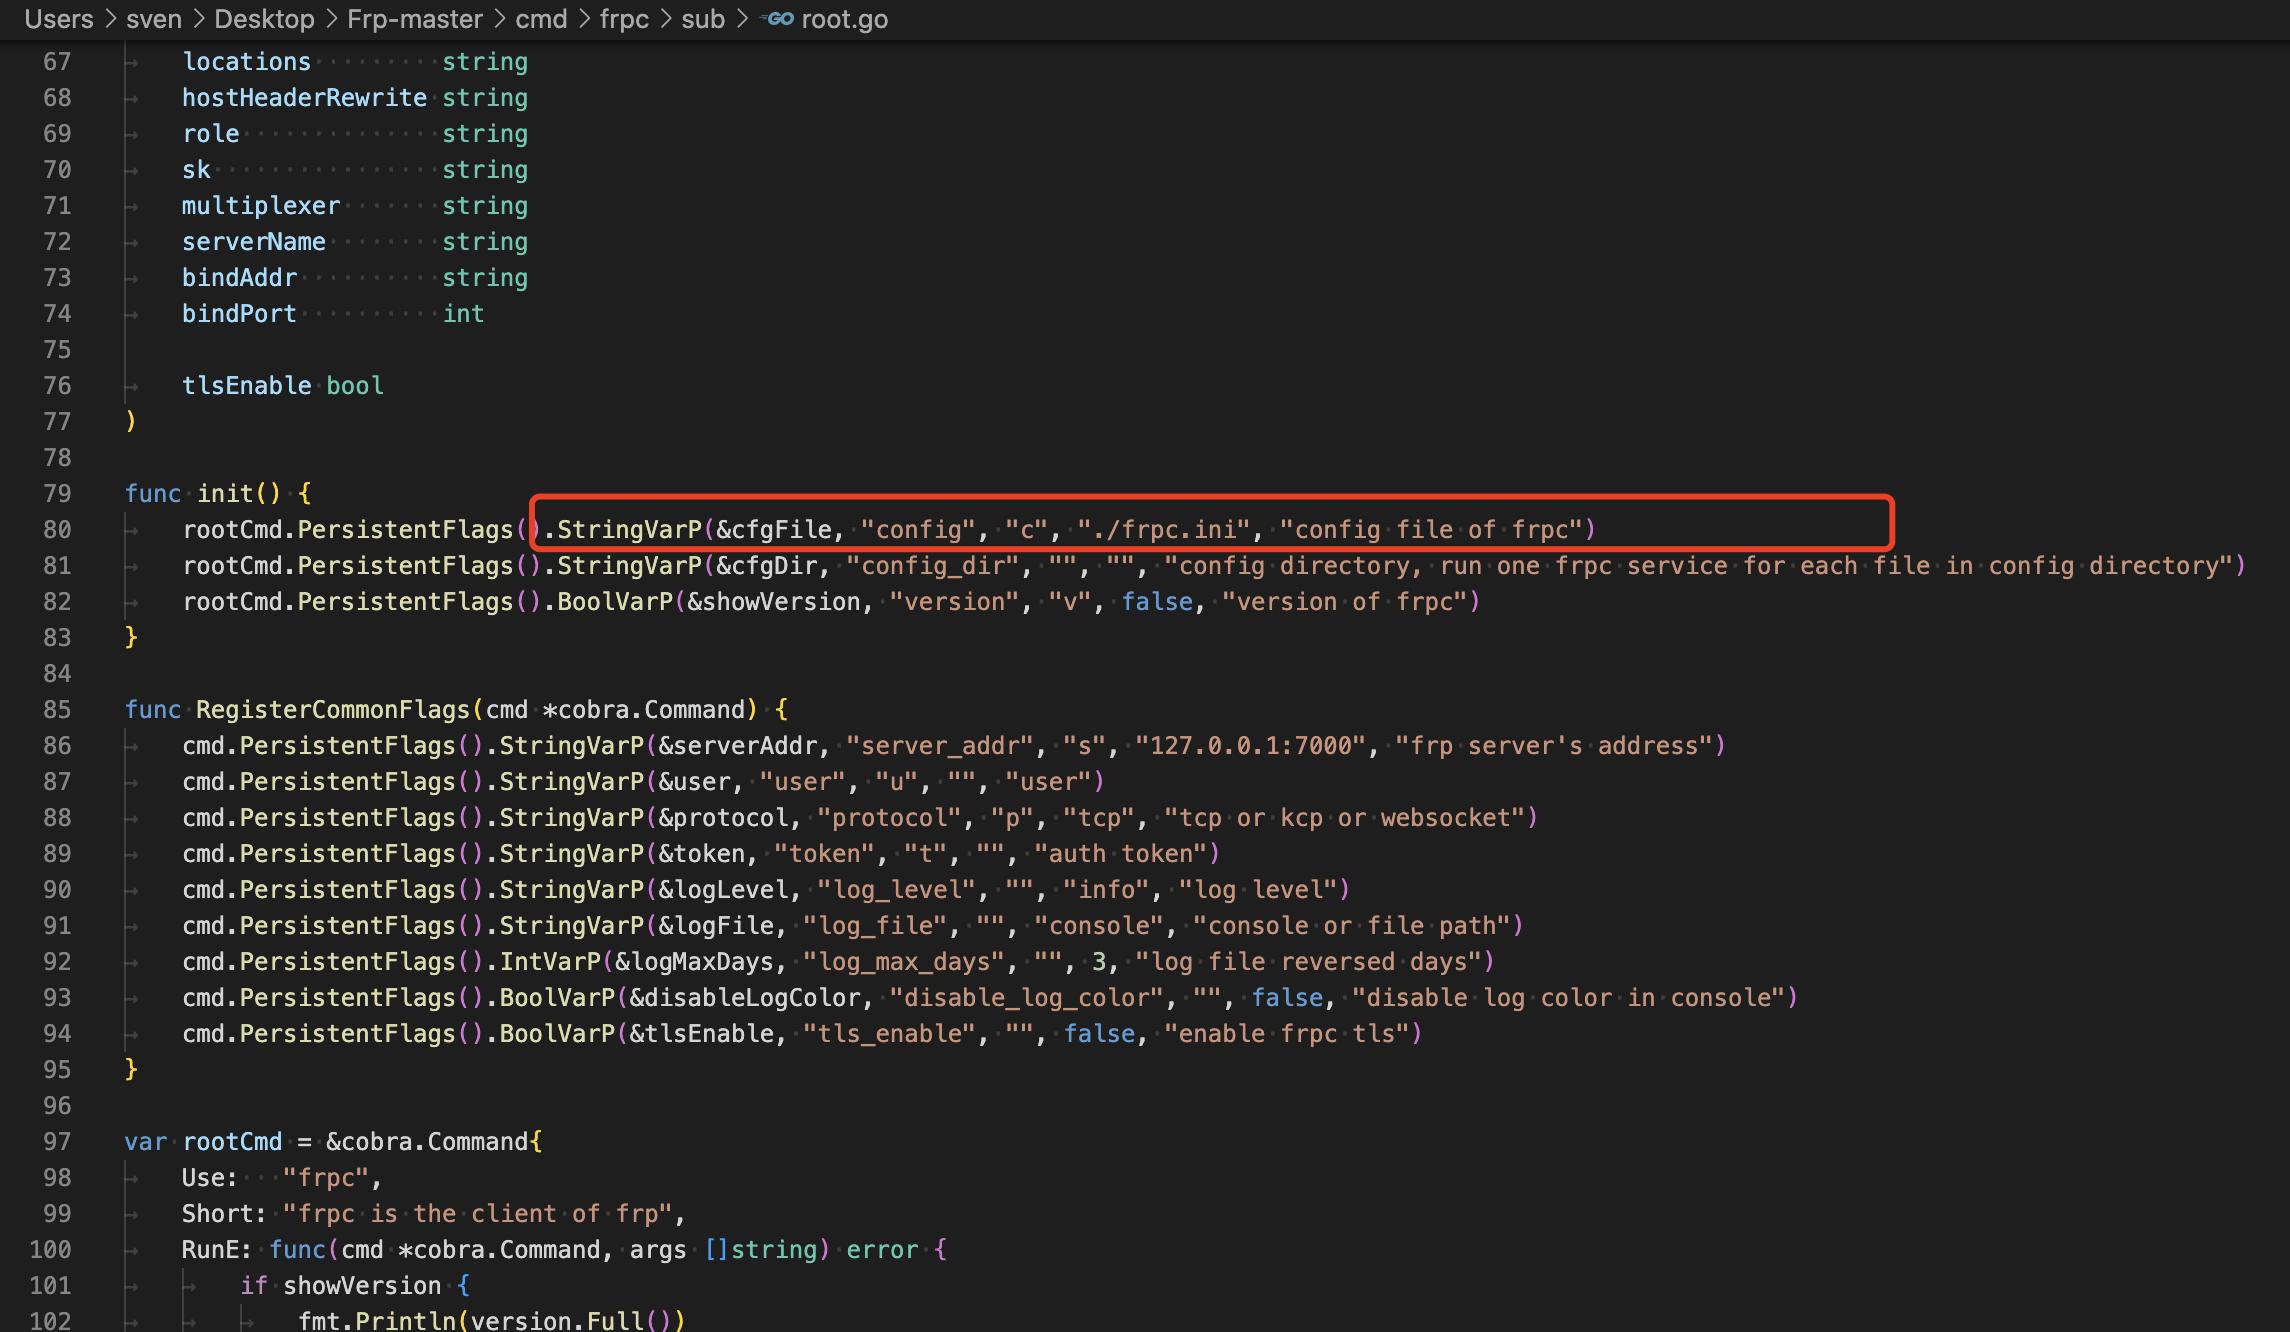 Users > sven > Desktop > Frp-master > cmd > frpc > sub > GO root.go
67 locations string
68 hostHeaderRewrite string
69 role string
70 sk string
71 multiplexer string
72 serverName string
73 bindAddr string
74 bindPort int
75
76 tlsEnable bool
77 )
78
79 func init() {
80 rootCmd.PersistentFlags().StringVarP(&cfgFile, "config", "c", "./frpc.ini", "config file of frpc")
81 rootCmd.PersistentFlags().StringVarP(&cfgDir, "config_dir", "", "", "config directory, run one frpc service for each file in config directory")
82 rootCmd.PersistentFlags().BoolVarP(&showVersion, "version", "v", false, "version of frpc")
83 }
84
85 func RegisterCommonFlags(cmd *cobra.Command) {
86 cmd.PersistentFlags().StringVarP(&serverAddr, "server_addr", "s", "127.0.0.1:7000", "frp server's address")
87 cmd.PersistentFlags().StringVarP(&user, "user", "u", "", "user")
88 cmd.PersistentFlags().StringVarP(&protocol, "protocol", "p", "tcp", "tcp or kcp or websocket")
89 cmd.PersistentFlags().StringVarP(&token, "token", "t", "", "auth token")
90 cmd.PersistentFlags().StringVarP(&logLevel, "log_level", "", "info", "log level")
91 cmd.PersistentFlags().StringVarP(&logFile, "log_file", "", "console", "console or file path")
92 cmd.PersistentFlags().IntVarP(&logMaxDays, "log_max_days", "", 3, "log file reversed days")
93 cmd.PersistentFlags().BoolVarP(&disableLogColor, "disable_log_color", "", false, "disable log color in console")
94 cmd.PersistentFlags().BoolVarP(&tlsEnable, "tls_enable", "", false, "enable frpc tls")
95 }
96
97 var rootCmd = &cobra.Command{
98 Use: "frpc",
99 Short: "frpc is the client of frp",
100 RunE: func(cmd *cobra.Command, args []string) error {
101 if showVersion {
102 fmt.Println(version.Full())